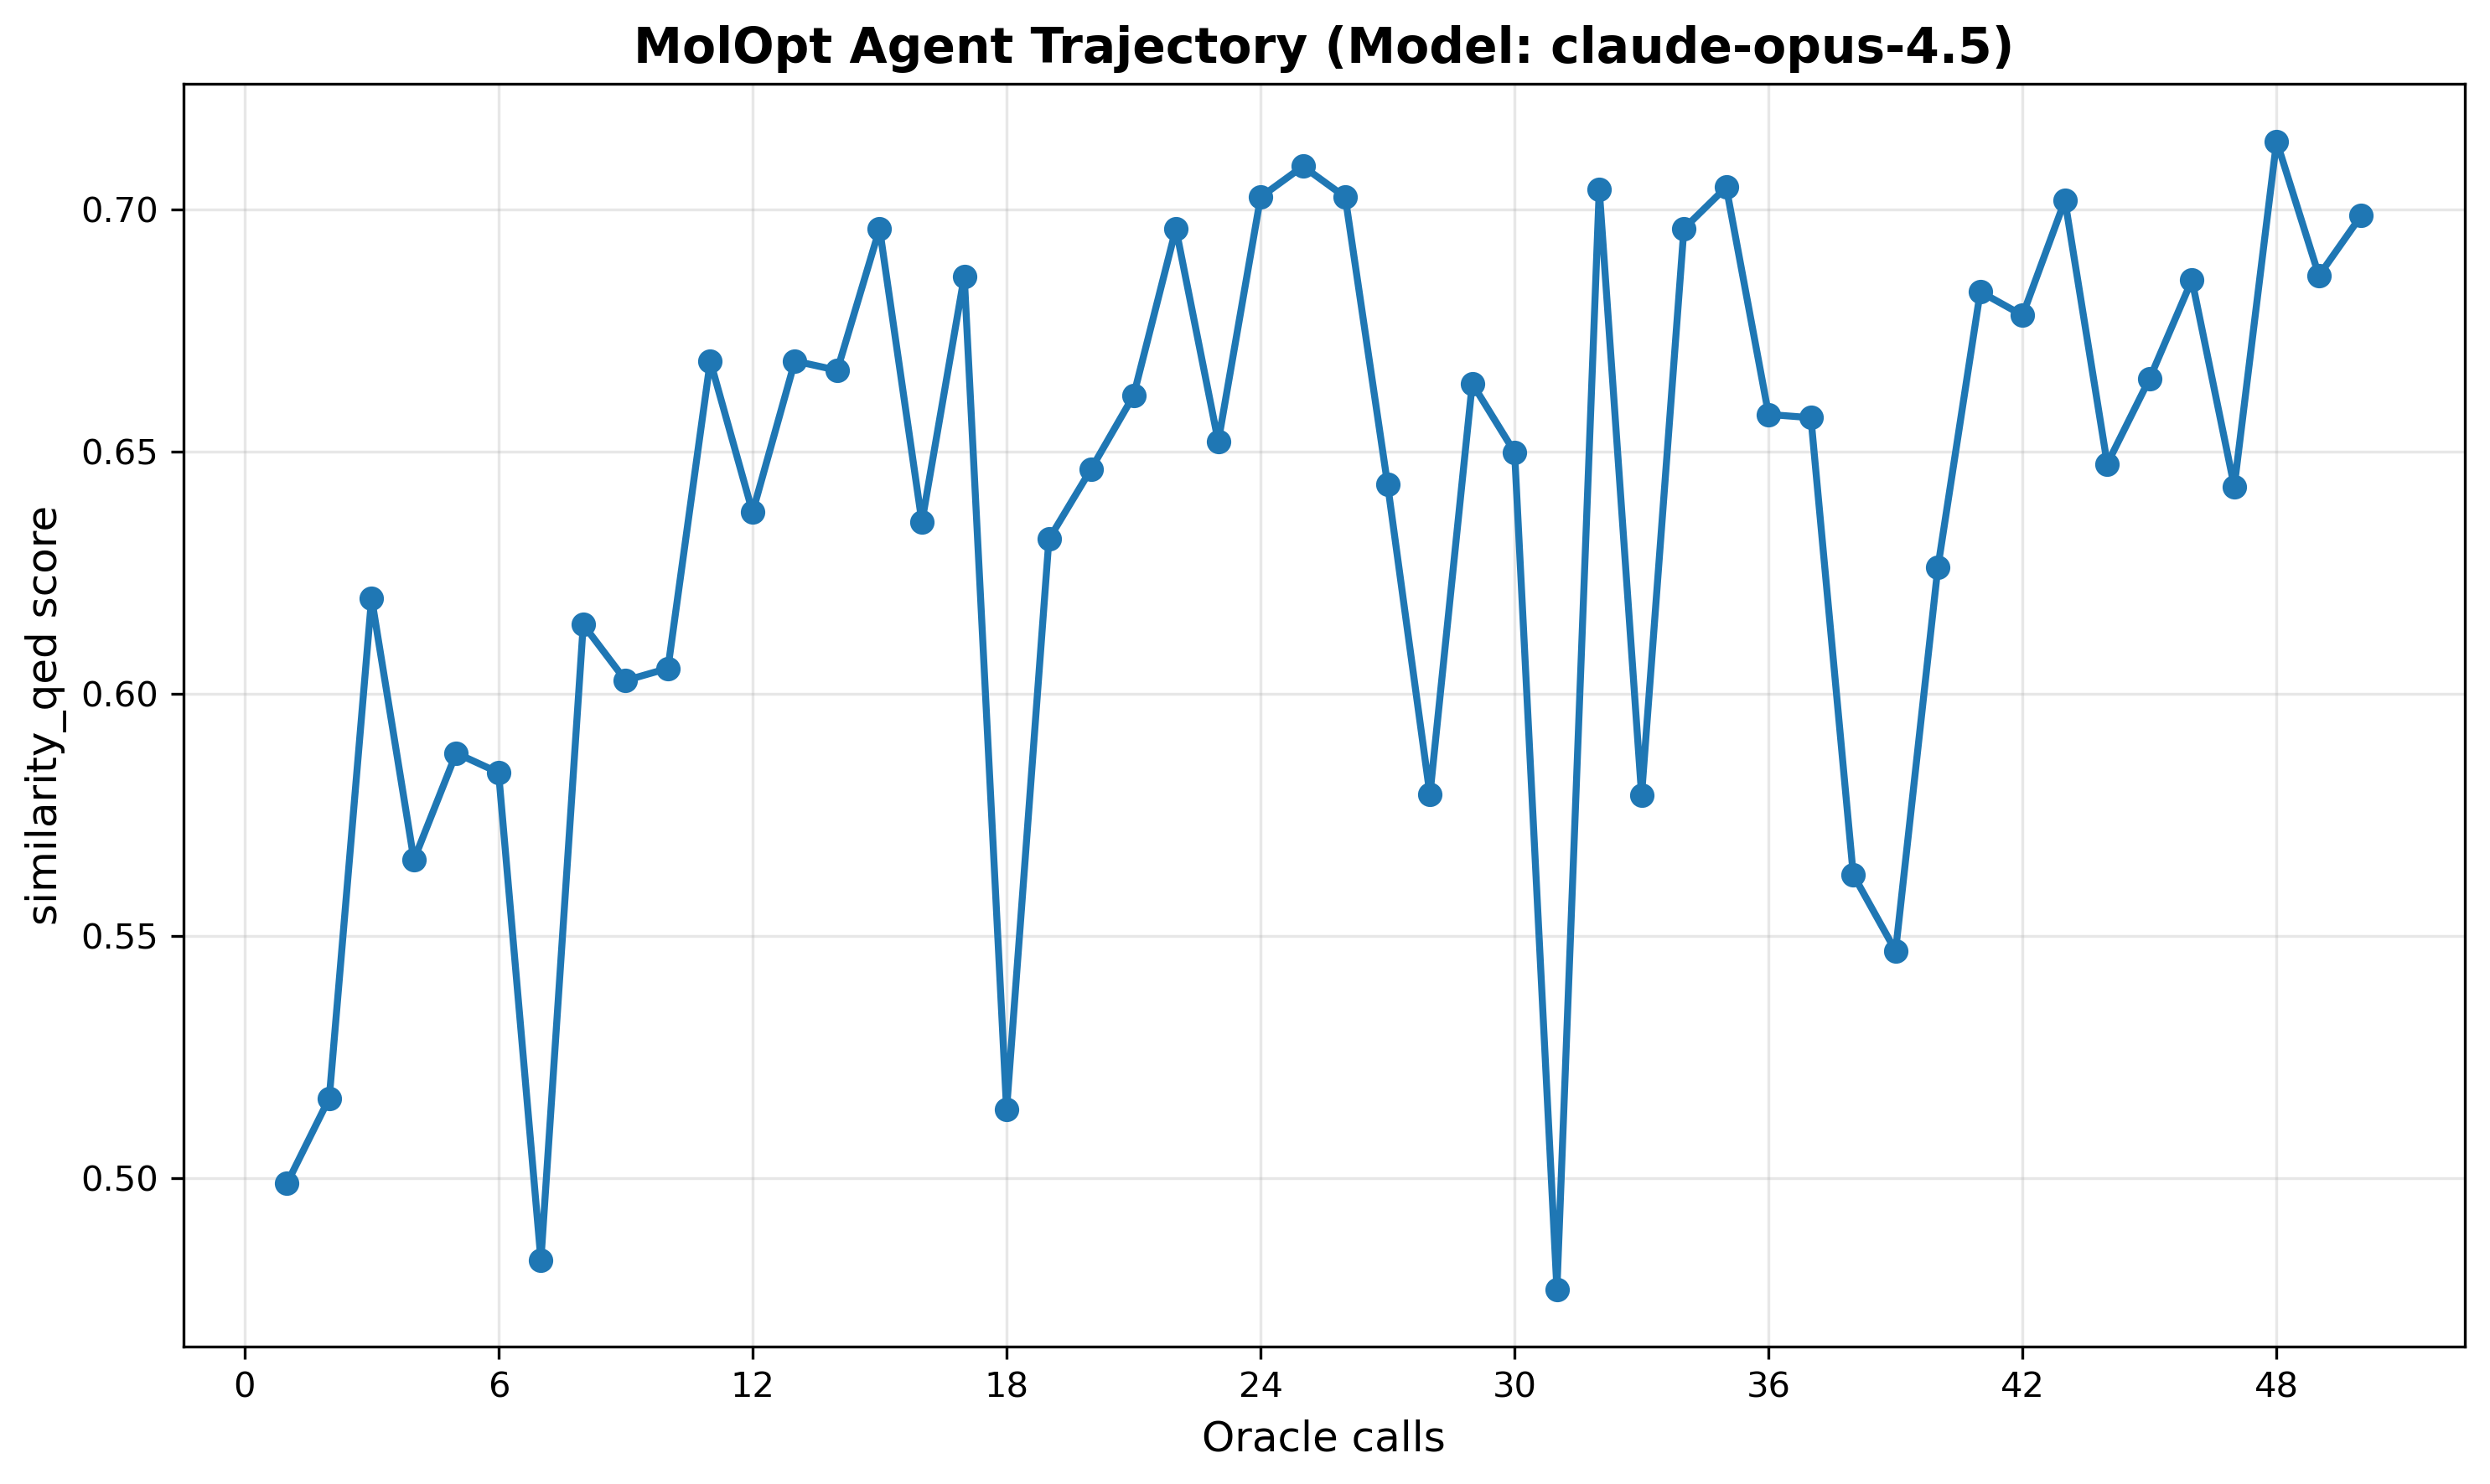 MolOpt Agent Trajectory (Model: claude-opus-4.5)
similarity_qed score
0.70
0.65
0.60
0.55
0.50
0 6 12 18 24 30 36 42 48
Oracle calls